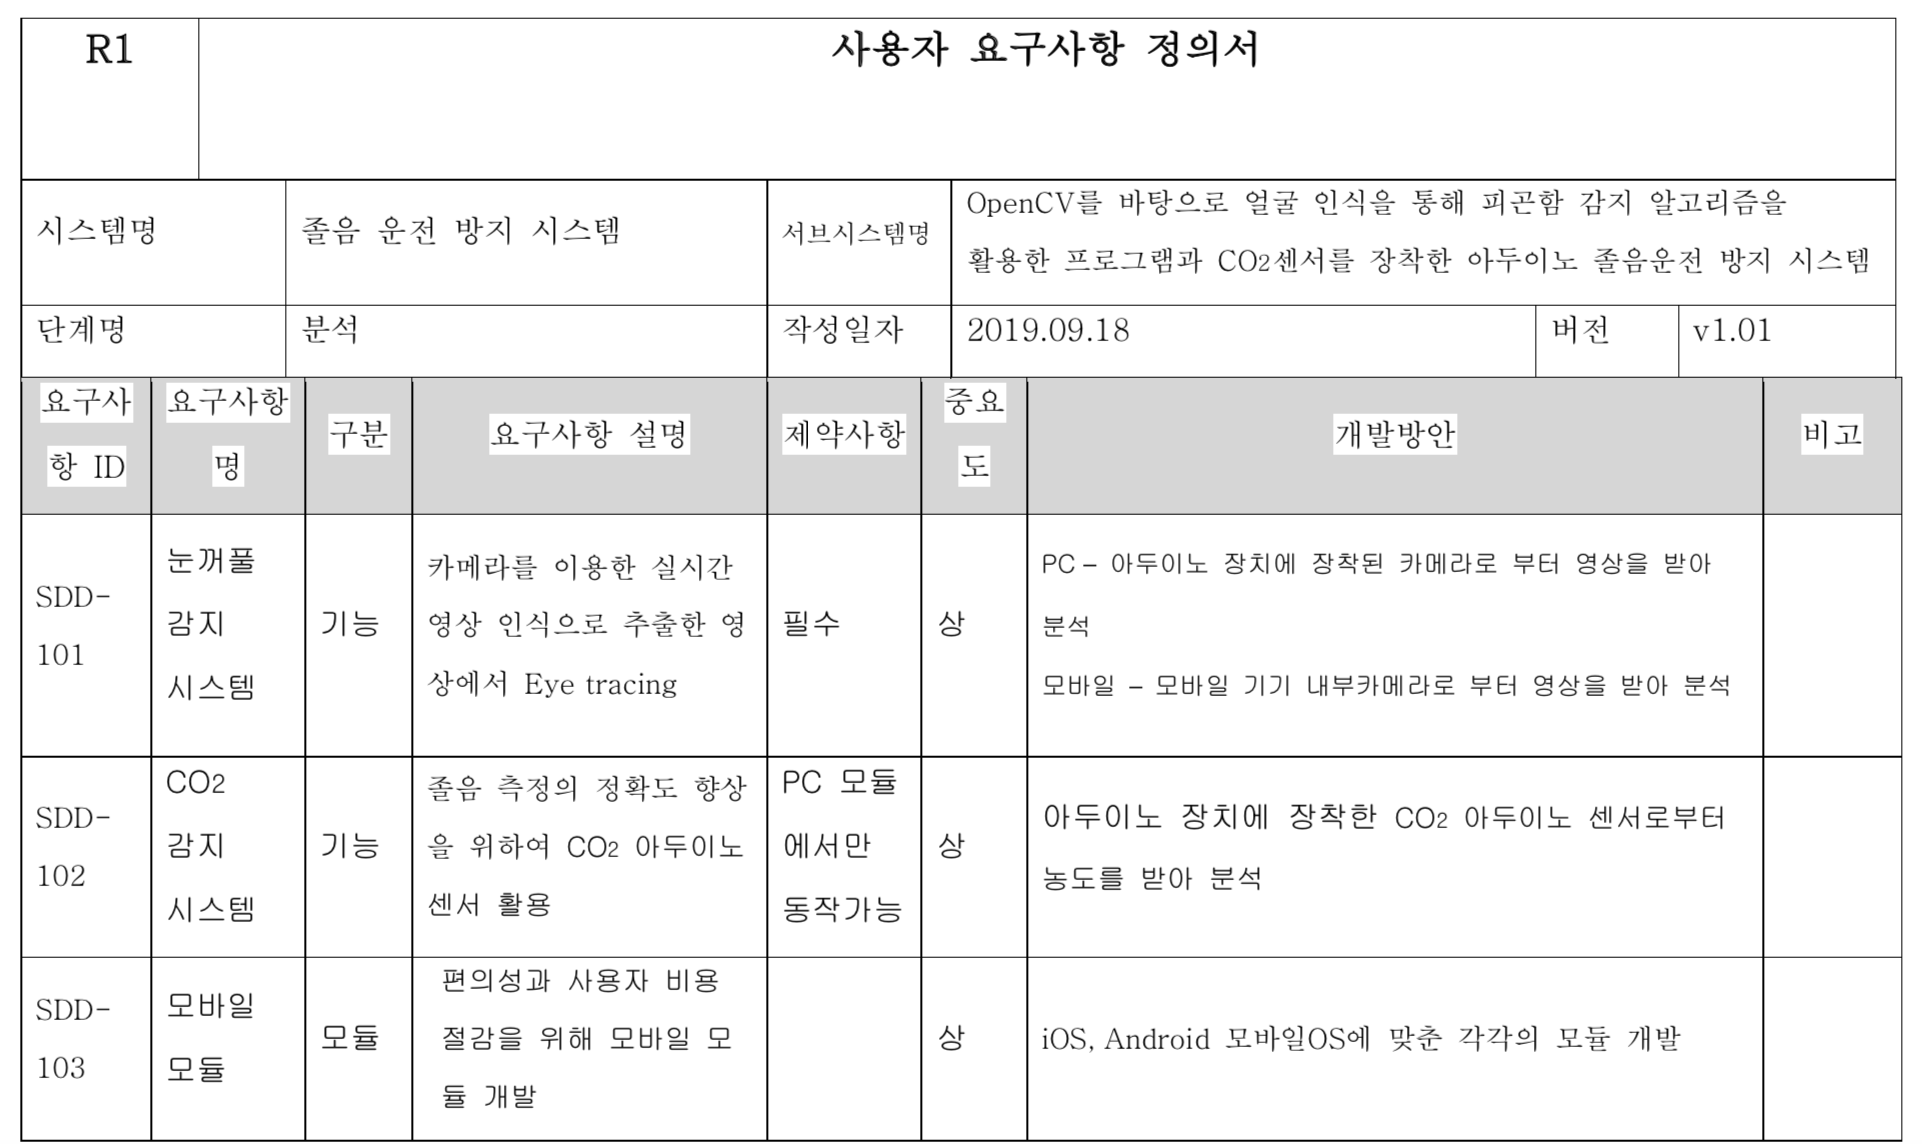 R1
사용자 요구사항 정의서
시스템명
졸음 운전 방지 시스템
서브시스템명
OpenCV를 바탕으로 얼굴 인식을 통해 피곤함 감지 알고리즘을
활용한 프로그램과 CO2센서를 장착한 아두이노 졸음운전 방지 시스템
단계명
분석
작성일자
2019.09.18
버전
v1.01
요구사
항 ID
요구사항
명
구분
요구사항 설명
제약사항
중요
도
개발방안
비고
SDD-
101
눈꺼풀
감지
시스템
기능
카메라를 이용한 실시간
영상 인식으로 추출한 영
상에서 Eye tracing
필수
상
PC – 아두이노 장치에 장착된 카메라로 부터 영상을 받아
분석
모바일 – 모바일 기기 내부카메라로 부터 영상을 받아 분석
SDD-
102
CO2
감지
시스템
기능
졸음 측정의 정확도 향상
을 위하여 CO2 아두이노
센서 활용
PC 모듈
에서만
동작가능
상
아두이노 장치에 장착한 CO2 아두이노 센서로부터
농도를 받아 분석
SDD-
103
모바일
모듈
모듈
편의성과 사용자 비용
절감을 위해 모바일 모
듈 개발
상
iOS, Android 모바일OS에 맞춘 각각의 모듈 개발